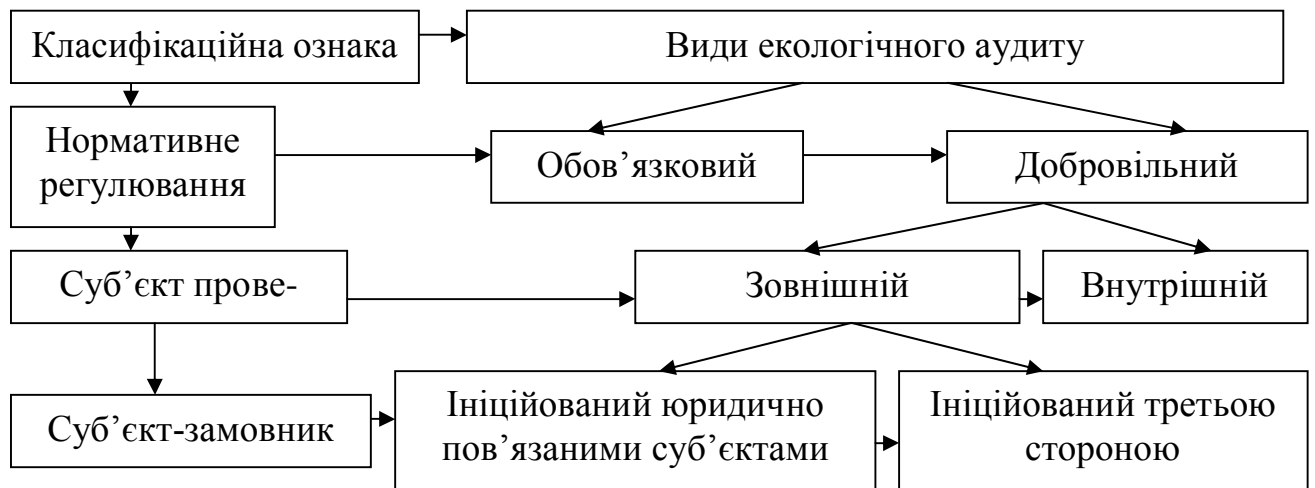 Класифікаційна ознака
Види екологічного аудиту
Нормативне
регулювання
Обов’язковий
Добровільний
Суб’єкт прове-
Зовнішній
Внутрішній
Суб’єкт-замовник
Ініційований юридично
пов’язаними суб’єктами
Ініційований третьою
стороною